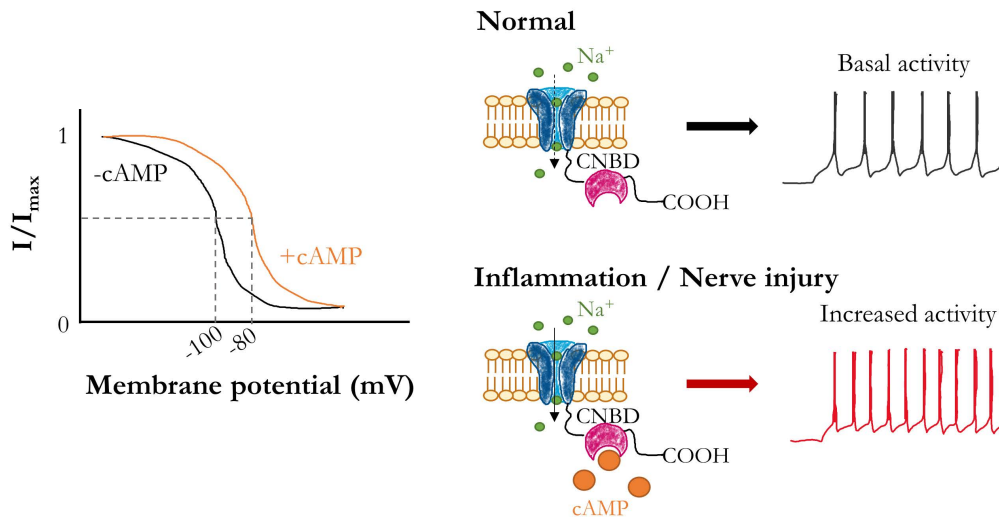 I/I_max
1
0
-cAMP
+cAMP
-100
-80
Membrane potential (mV)
Normal
Na⁺
CNBD
COOH
Basal activity
Inflammation / Nerve injury
Na⁺
CNBD
COOH
cAMP
Increased activity